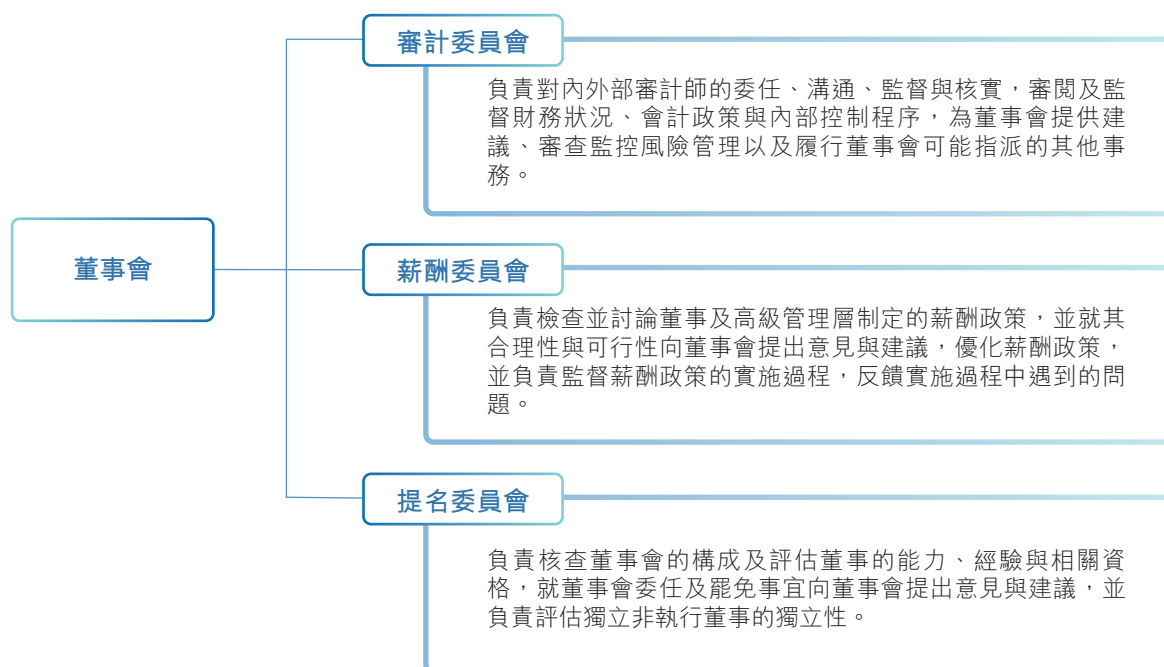 審計委員會
負責對內外部審計師的委任、溝通、監督與核實，審閱及監
督財務狀況、會計政策與內部控制程序，為董事會提供建
議、審查監控風險管理以及履行董事會可能指派的其他事
務。
董事會
薪酬委員會
負責檢查並討論董事及高級管理層制定的薪酬政策，並就其
合理性與可行性向董事會提出意見與建議，優化薪酬政策，
並負責監督薪酬政策的實施過程，反饋實施過程中遇到的問
題。
提名委員會
負責核查董事會的構成及評估董事的能力、經驗與相關資
格，就董事會委任及罷免事宜向董事會提出意見與建議，並
負責評估獨立非執行董事的獨立性。